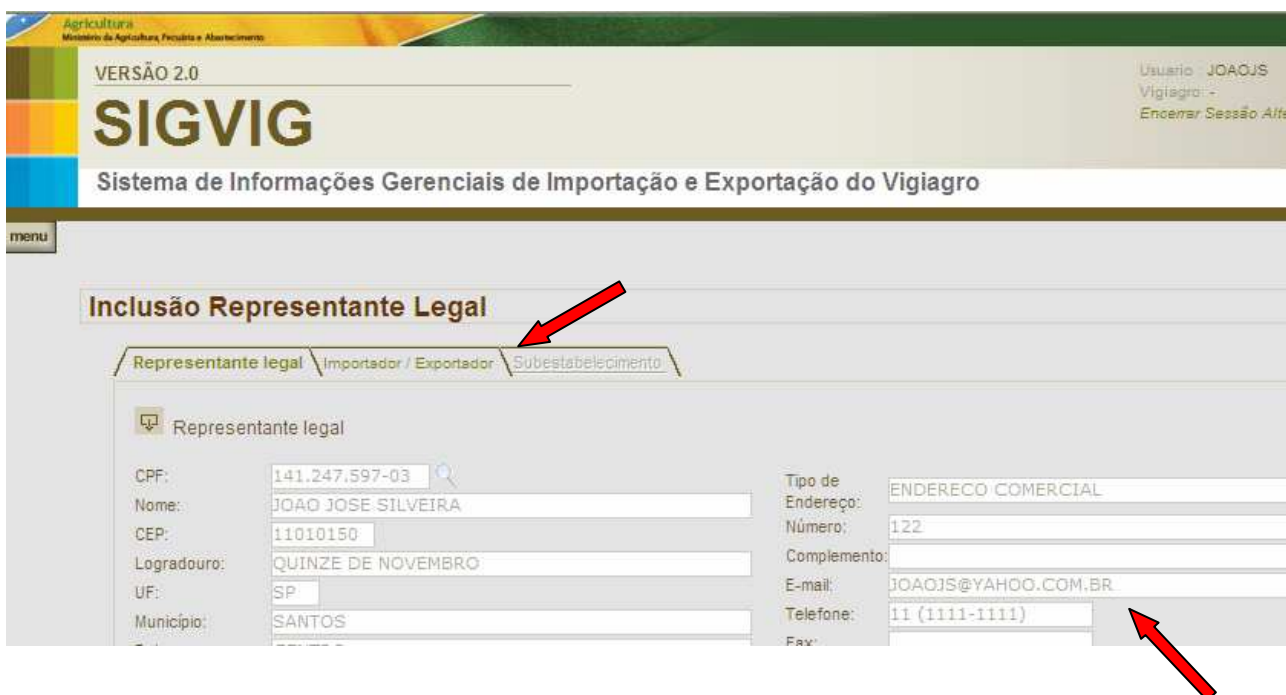 Agricultura
Ministério da Agricultura, Pecuária e Abastecimento
VERSÃO 2.0
SIGVIG
Usuario : JOAOJS
Vigiagro: -
Encerrar Sessão Alte
Sistema de Informações Gerenciais de Importação e Exportação do Vigiagro
menu
Inclusão Representante Legal
Representante legal Importador / Exportador Subestabelecimento
Representante legal
CPF: 141.247.597-03
Nome: JOAO JOSE SILVEIRA
CEP: 11010150
Logradouro: QUINZE DE NOVEMBRO
UF: SP
Município: SANTOS
Tipo de
Endereço: ENDERECO COMERCIAL
Número: 122
Complemento:
E-mail: JOAOJS@YAHOO.COM.BR
Telefone: 11 (1111-1111)
Fax: